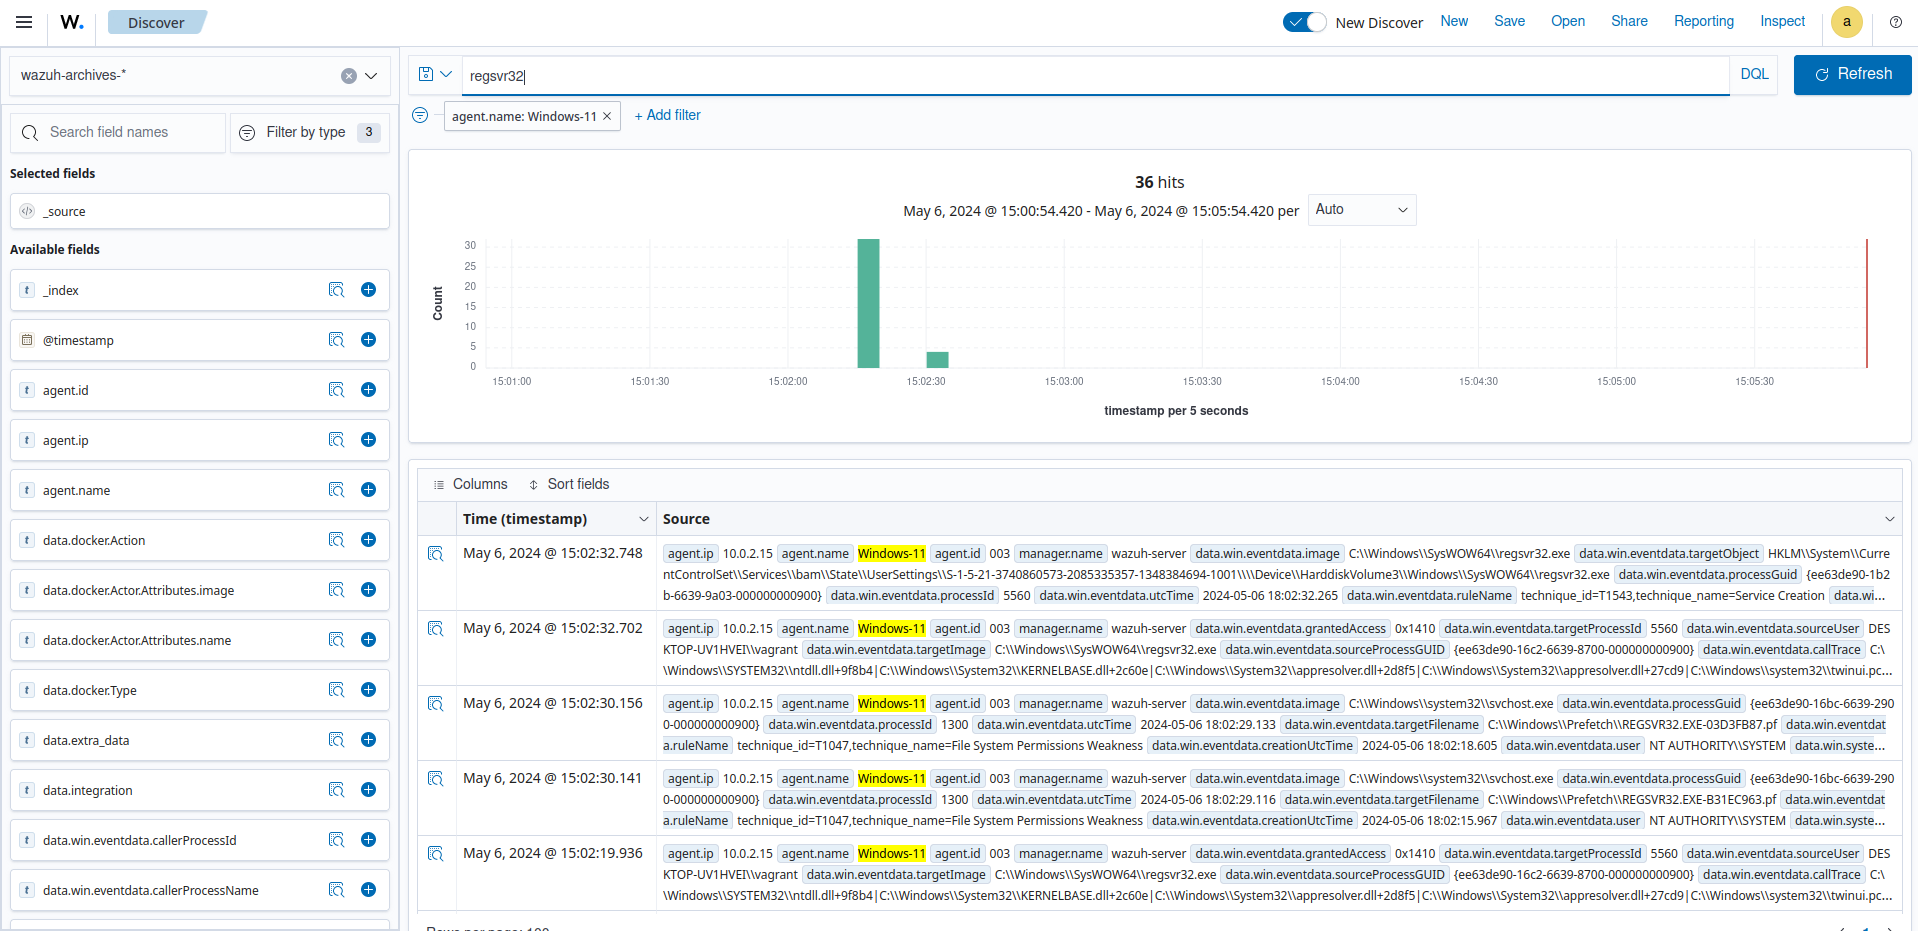 W.
Discover
New Discover
New
Save
Open
Share
Reporting
Inspect
a
wazuh-archives-*
regsvr32
DQL
Refresh
agent.name: Windows-11
+ Add filter
Search field names
Filter by type 3
Selected fields
_source
Available fields
t _index
@timestamp
t agent.id
t agent.ip
t agent.name
t data.docker.Action
t data.docker.Actor.Attributes.image
t data.docker.Actor.Attributes.name
t data.docker.Type
t data.extra_data
t data.integration
t data.win.eventdata.callerProcessId
t data.win.eventdata.callerProcessName
36 hits
May 6, 2024 @ 15:00:54.420 - May 6, 2024 @ 15:05:54.420 per Auto
Count
30
25
20
15
10
5
0
15:01:00 15:01:30 15:02:00 15:02:30 15:03:00 15:03:30 15:04:00 15:04:30 15:05:00 15:05:30
timestamp per 5 seconds
Columns Sort fields
Time (timestamp) Source
May 6, 2024 @ 15:02:32.748 agent.ip 10.0.2.15 agent.name Windows-11 agent.id 003 manager.name wazuh-server data.win.eventdata.image C:\\Windows\\SysWOW64\\regsvr32.exe data.win.eventdata.targetObject HKLM\\System\\Curre
ntControlSet\\Services\\bam\\State\\UserSettings\\S-1-5-21-3740860573-2085335357-1348384694-1001\\\\Device\\HarddiskVolume3\\Windows\\SysWOW64\\regsvr32.exe data.win.eventdata.processGuid {ee63de90-1b2
b-6639-9a03-000000000900} data.win.eventdata.processId 5560 data.win.eventdata.utcTime 2024-05-06 18:02:32.265 data.win.eventdata.ruleName technique_id=T1543,technique_name=Service Creation data.wi...
May 6, 2024 @ 15:02:32.702 agent.ip 10.0.2.15 agent.name Windows-11 agent.id 003 manager.name wazuh-server data.win.eventdata.grantedAccess 0x1410 data.win.eventdata.targetProcessId 5560 data.win.eventdata.sourceUser DES
KTOP-UV1HVEI\\vagrant data.win.eventdata.targetImage C:\\Windows\\SysWOW64\\regsvr32.exe data.win.eventdata.sourceProcessGUID {ee63de90-16c2-6639-8700-000000000900} data.win.eventdata.callTrace C:\
\Windows\\SYSTEM32\\ntdll.dll+9f8b4|C:\\Windows\\System32\\KERNELBASE.dll+2c60e|C:\\Windows\\System32\\appresolver.dll+2d8f5|C:\\Windows\\System32\\appresolver.dll+27cd9|C:\\Windows\\System32\\twinui.pc...
May 6, 2024 @ 15:02:30.156 agent.ip 10.0.2.15 agent.name Windows-11 agent.id 003 manager.name wazuh-server data.win.eventdata.image C:\\Windows\\system32\\svchost.exe data.win.eventdata.processGuid {ee63de90-16bc-6639-290
0-000000000900} data.win.eventdata.processId 1300 data.win.eventdata.utcTime 2024-05-06 18:02:29.133 data.win.eventdata.targetFilename C:\\Windows\\Prefetch\\REGSVR32.EXE-03D3FB87.pf data.win.eventdat
a.ruleName technique_id=T1047,technique_name=File System Permissions Weakness data.win.eventdata.creationUtcTime 2024-05-06 18:02:18.605 data.win.eventdata.user NT AUTHORITY\\SYSTEM data.win.syste...
May 6, 2024 @ 15:02:30.141 agent.ip 10.0.2.15 agent.name Windows-11 agent.id 003 manager.name wazuh-server data.win.eventdata.image C:\\Windows\\system32\\svchost.exe data.win.eventdata.processGuid {ee63de90-16bc-6639-290
0-000000000900} data.win.eventdata.processId 1300 data.win.eventdata.utcTime 2024-05-06 18:02:29.116 data.win.eventdata.targetFilename C:\\Windows\\Prefetch\\REGSVR32.EXE-B31EC963.pf data.win.eventdat
a.ruleName technique_id=T1047,technique_name=File System Permissions Weakness data.win.eventdata.creationUtcTime 2024-05-06 18:02:15.967 data.win.eventdata.user NT AUTHORITY\\SYSTEM data.win.syste...
May 6, 2024 @ 15:02:19.936 agent.ip 10.0.2.15 agent.name Windows-11 agent.id 003 manager.name wazuh-server data.win.eventdata.grantedAccess 0x1410 data.win.eventdata.targetProcessId 5560 data.win.eventdata.sourceUser DES
KTOP-UV1HVEI\\vagrant data.win.eventdata.targetImage C:\\Windows\\SysWOW64\\regsvr32.exe data.win.eventdata.sourceProcessGUID {ee63de90-16c2-6639-8700-000000000900} data.win.eventdata.callTrace C:\
\Windows\\SYSTEM32\\ntdll.dll+9f8b4|C:\\Windows\\System32\\KERNELBASE.dll+2c60e|C:\\Windows\\System32\\appresolver.dll+2d8f5|C:\\Windows\\System32\\appresolver.dll+27cd9|C:\\Windows\\System32\\twinui.pc...